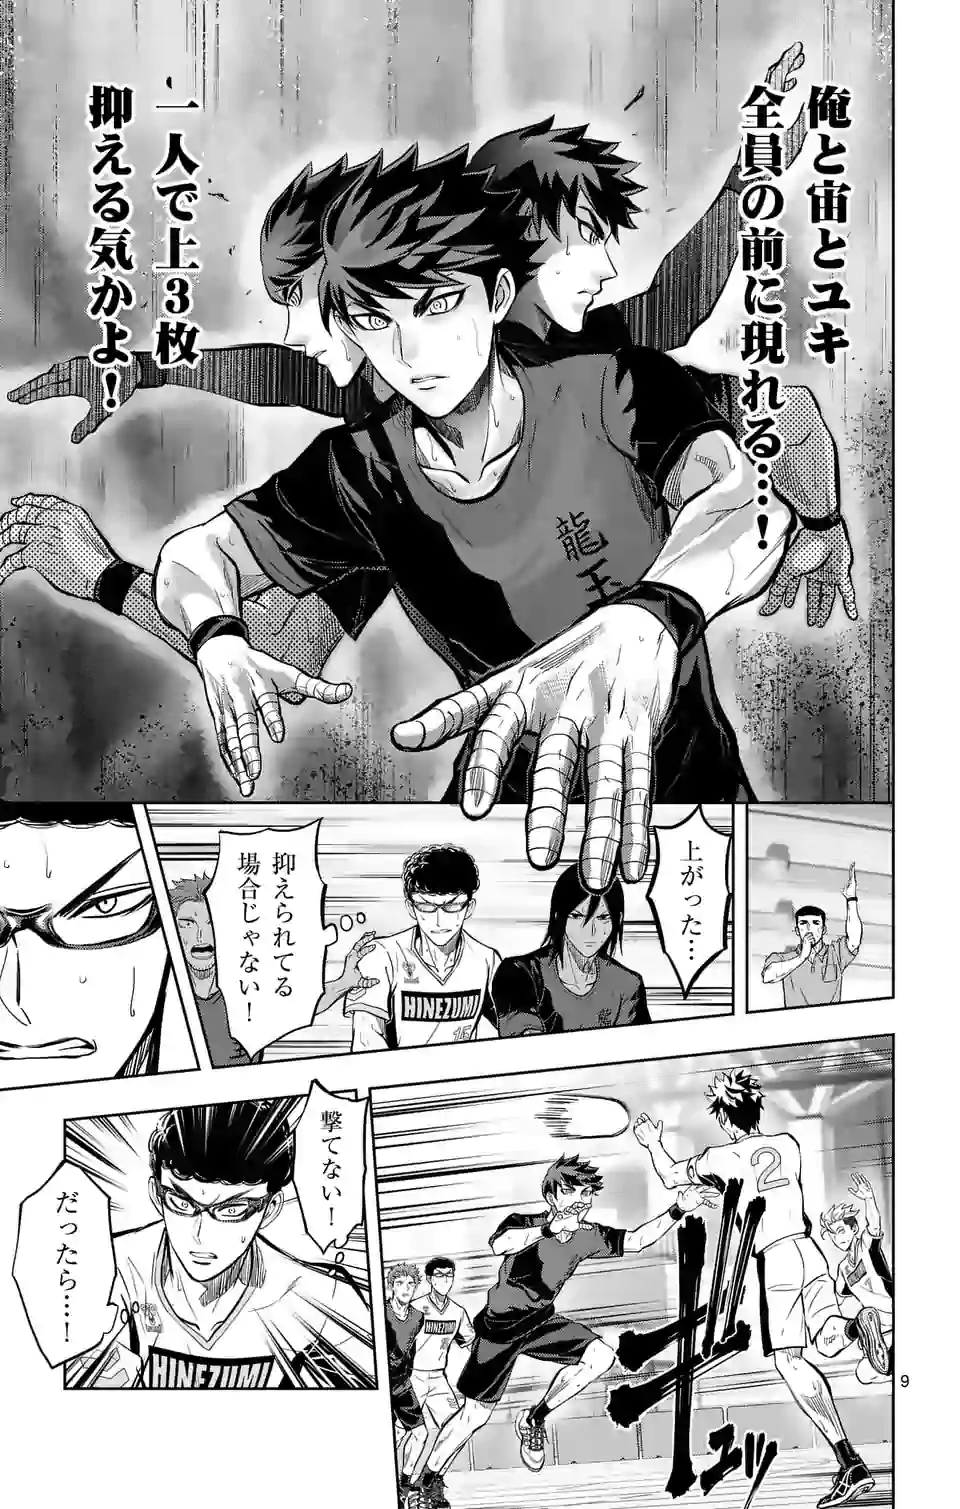 俺と宙とユキ
全員の前に現れる…！
一人で上３枚
抑える気かよ！
龍玉
上がった…
抑えられてる
場合じゃない！
HINEZUMI
15
撃てない！
だったら…！
HINEZUMI
2
HINEZUMI
9